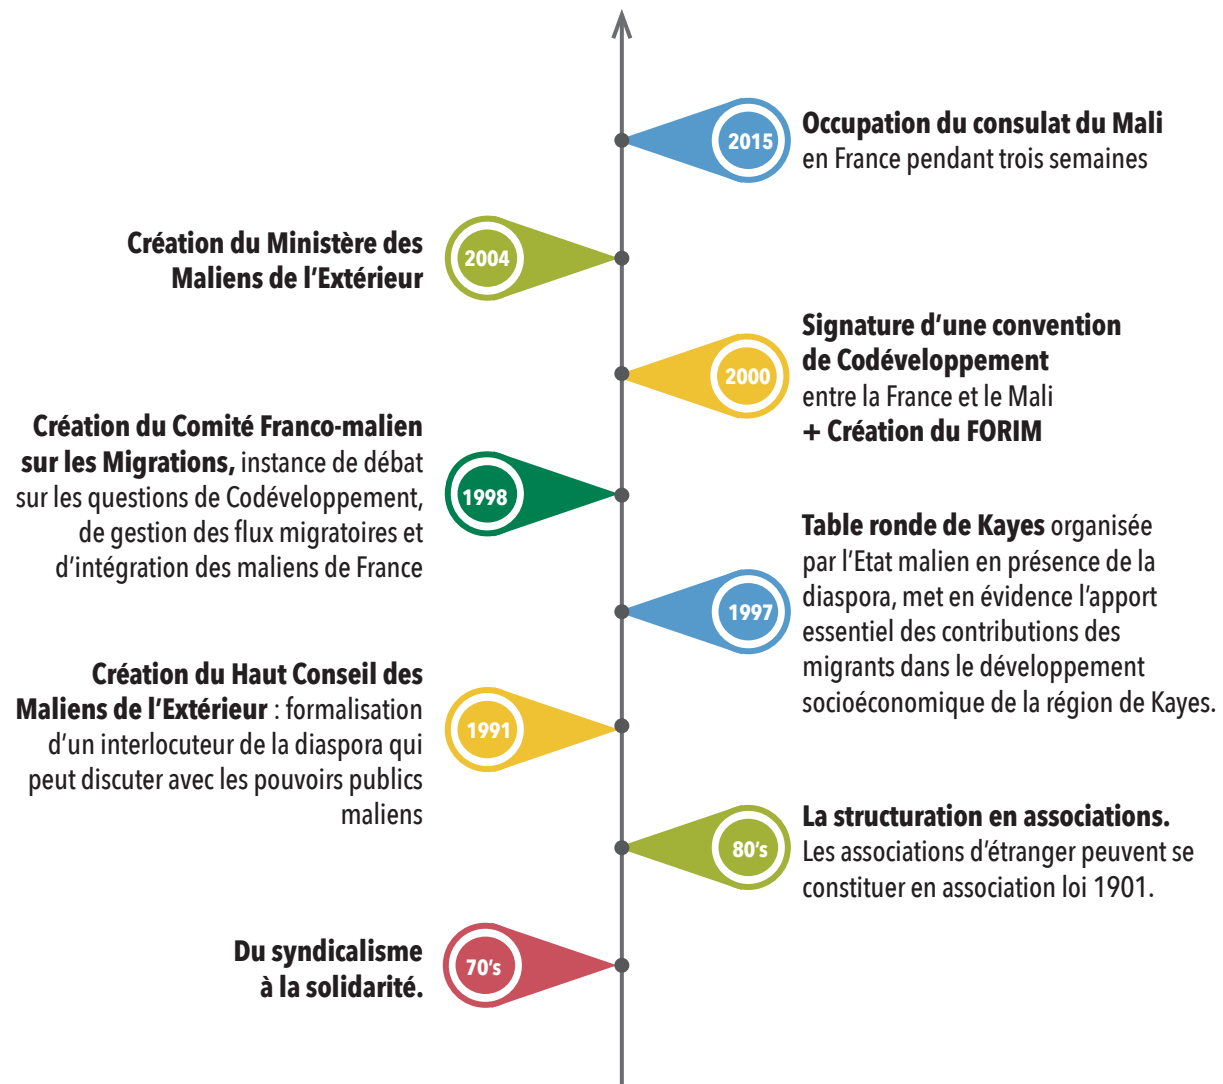 2015
Occupation du consulat du Mali
en France pendant trois semaines
Création du Ministère des
Maliens de l’Extérieur
2004
2000
Signature d’une convention
de Codéveloppement
entre la France et le Mali
+ Création du FORIM
Création du Comité Franco-malien
sur les Migrations, instance de débat
sur les questions de Codéveloppement,
de gestion des flux migratoires et
d’intégration des maliens de France
1998
1997
Table ronde de Kayes organisée
par l’Etat malien en présence de la
diaspora, met en évidence l’apport
essentiel des contributions des
migrants dans le développement
socioéconomique de la région de Kayes.
Création du Haut Conseil des
Maliens de l’Extérieur : formalisation
d’un interlocuteur de la diaspora qui
peut discuter avec les pouvoirs publics
maliens
1991
80’s
La structuration en associations.
Les associations d’étranger peuvent se
constituer en association loi 1901.
Du syndicalisme
à la solidarité.
70’s